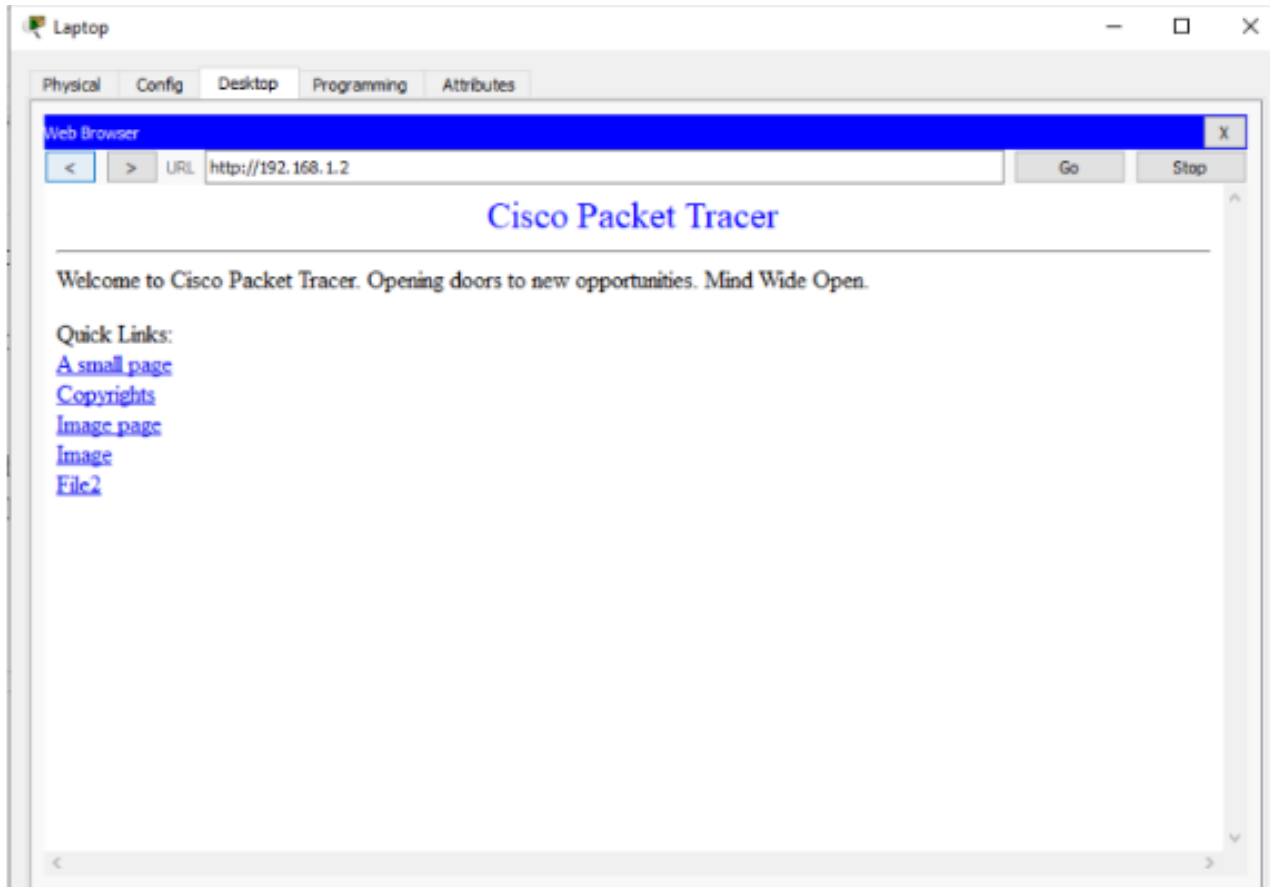 Laptop
Physical Config Desktop Programming Attributes
Web Browser X
< > URL http://192.168.1.2 Go Stop
Cisco Packet Tracer
Welcome to Cisco Packet Tracer. Opening doors to new opportunities. Mind Wide Open.
Quick Links:
A small page
Copyrights
Image page
Image
File2